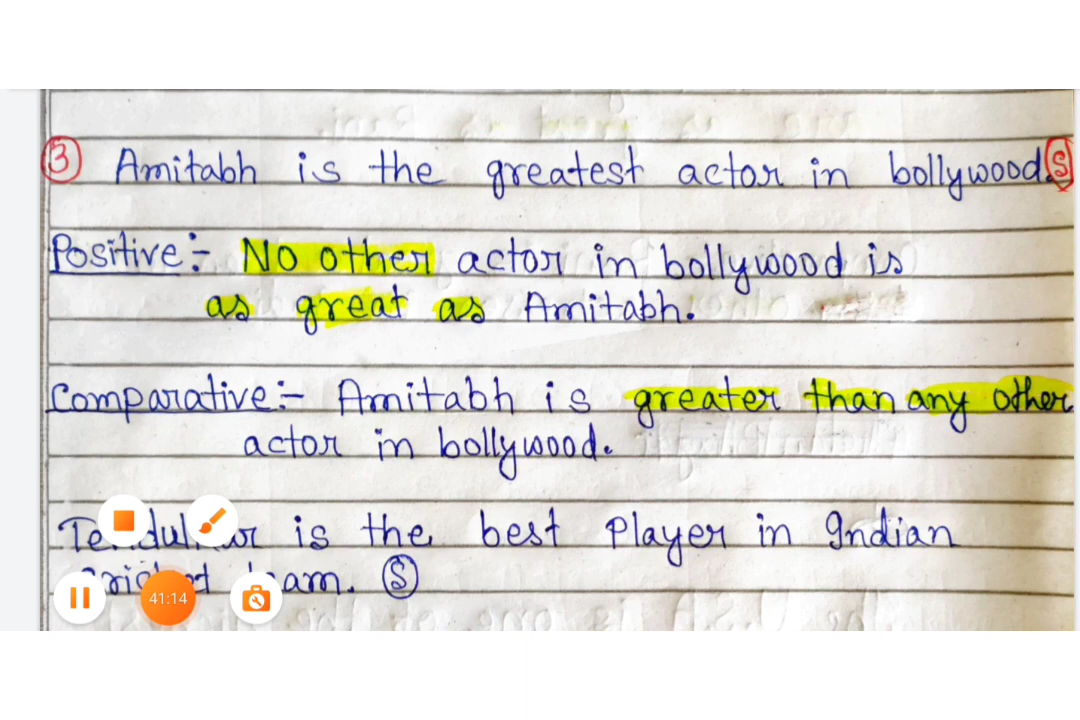 3 Amitabh is the greatest actor in bollywood. S
Positive :- No other actor in bollywood is
as great as Amitabh.
Comparative :- Amitabh is greater than any other
actor in bollywood.
is the best Player in Indian
S
41:14